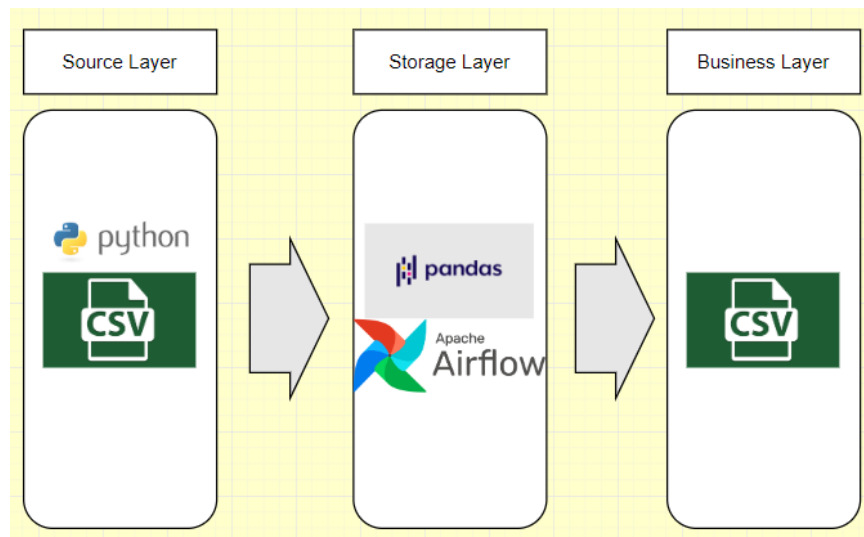 Source Layer
Storage Layer
Business Layer
python
CSV
pandas
Apache
Airflow
CSV